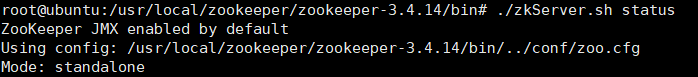 root@ubuntu:/usr/local/zookeeper/zookeeper-3.4.14/bin# ./zkServer.sh status
ZooKeeper JMX enabled by default
Using config: /usr/local/zookeeper/zookeeper-3.4.14/bin/../conf/zoo.cfg
Mode: standalone